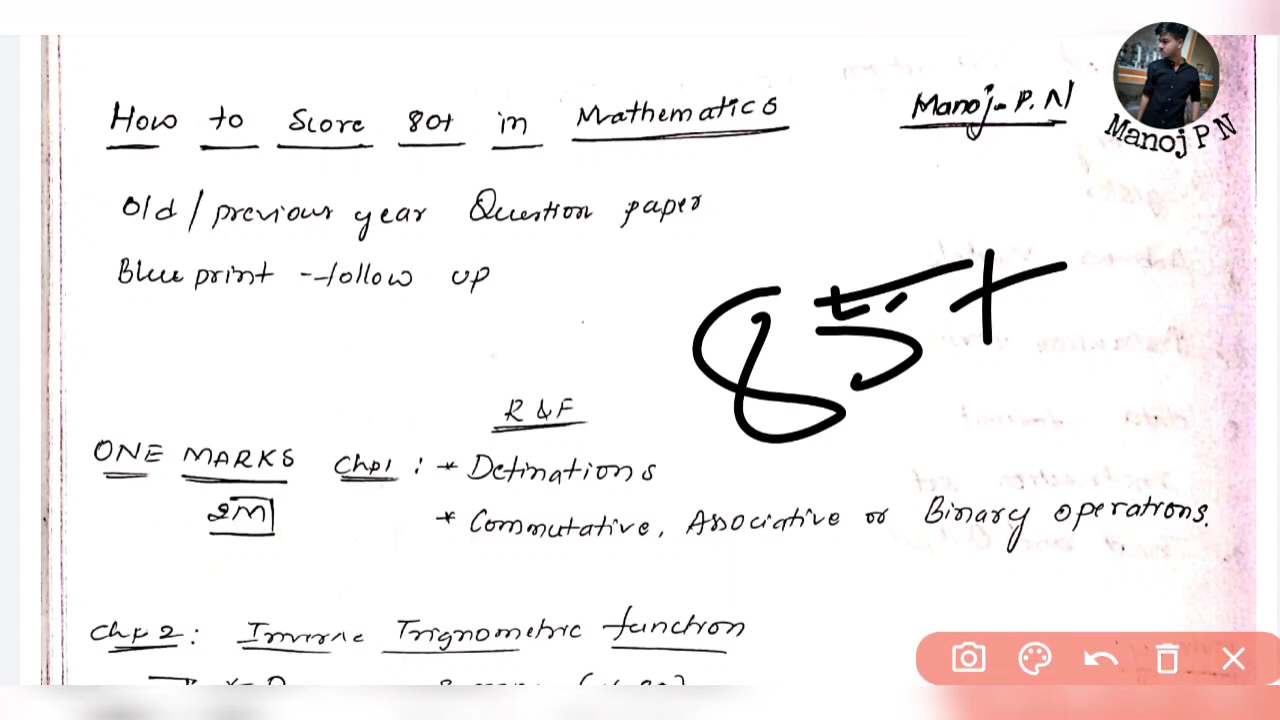 How to Score 80+ in Mathematics Manoj-P.N
Manoj P N
Old / previous year Question paper
Blue print --follow up
85+
R & F
ONE MARKS Chp1 : * Definations
2M
* Commutative, Associative or Binary operations.
Chp 2: Inverse Trignometric function